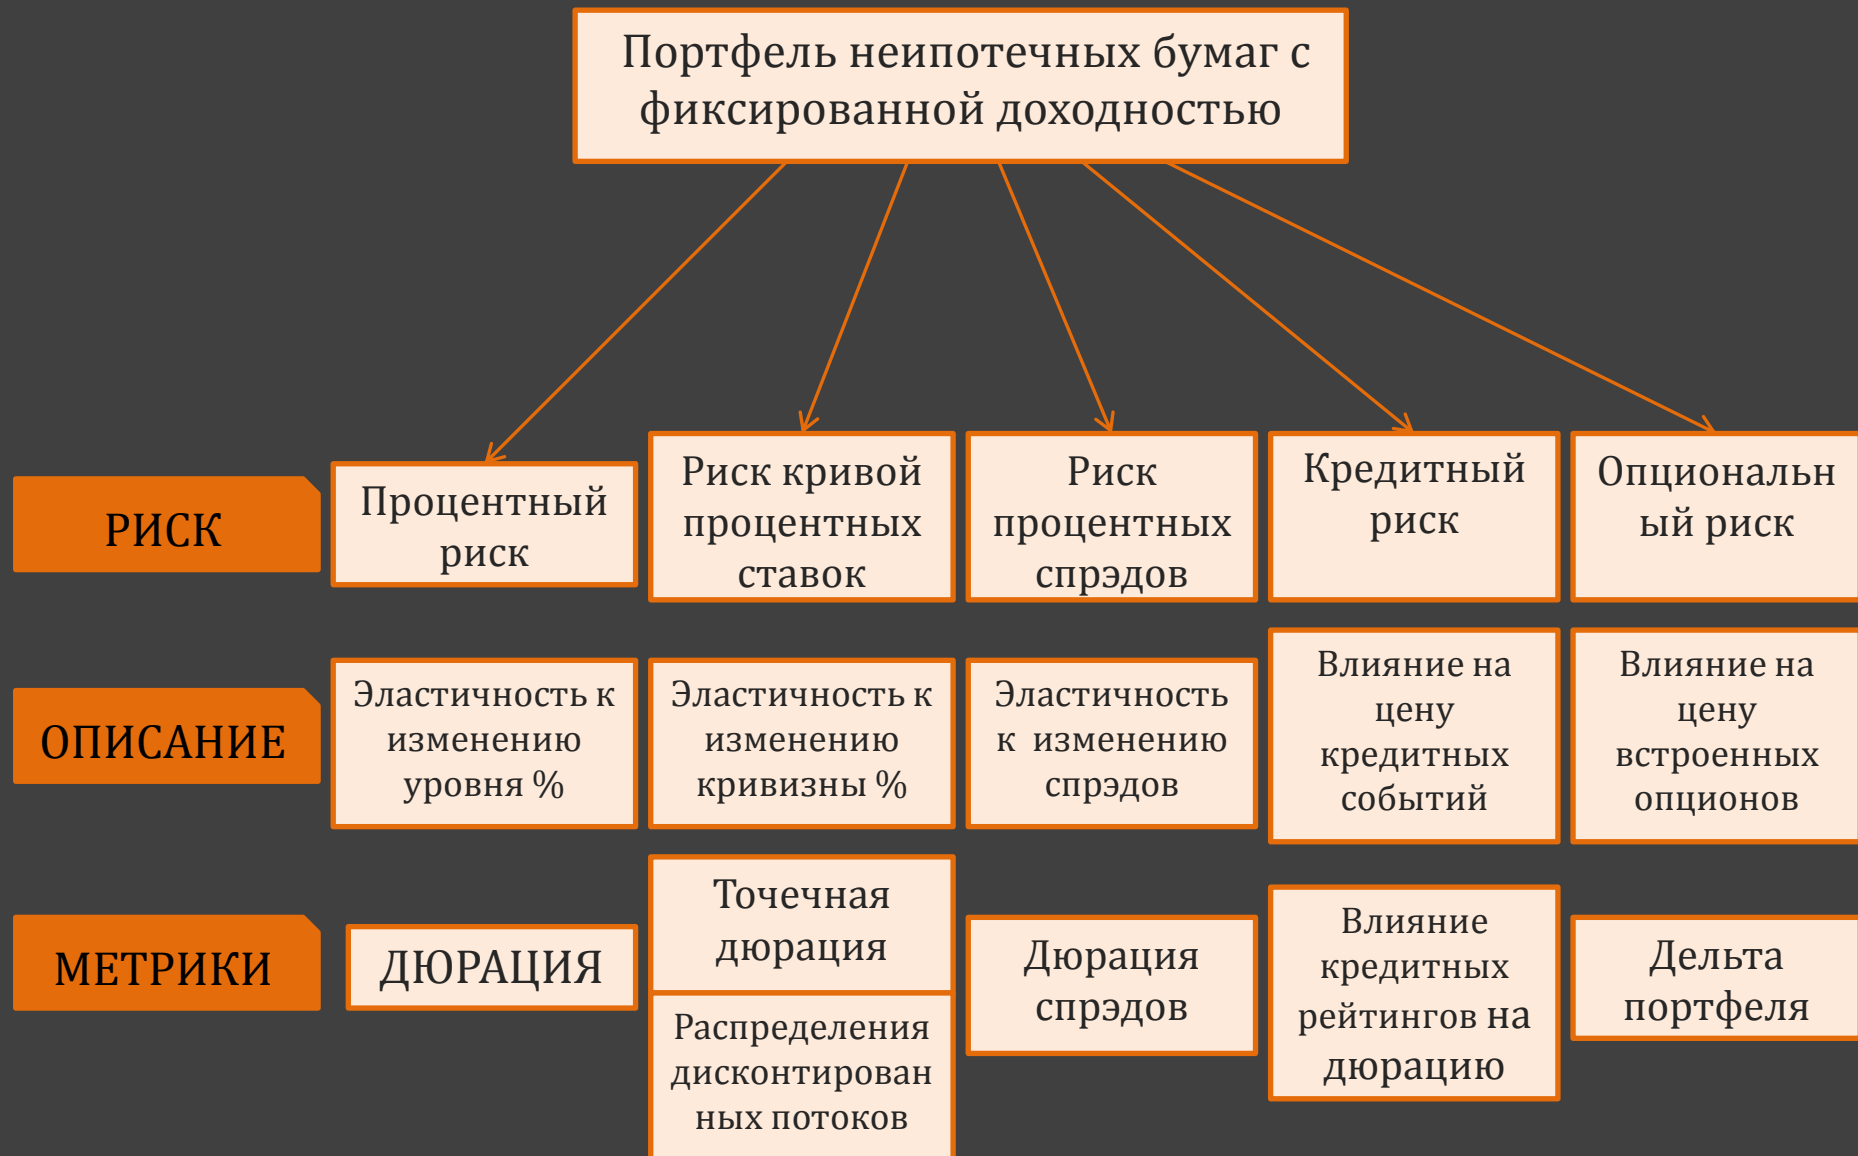 Портфель неипотечных бумаг с
фиксированной доходностью
РИСК
Процентный
риск
Риск кривой
процентных
ставок
Риск
процентных
спрэдов
Кредитный
риск
Опциональн
ый риск
ОПИСАНИЕ
Эластичность к
изменению
уровня %
Эластичность к
изменению
кривизны %
Эластичность
к изменению
спрэдов
Влияние на
цену
кредитных
событий
Влияние на
цену
встроенных
опционов
МЕТРИКИ
ДЮРАЦИЯ
Точечная
дюрация
Распределения
дисконтирован
ных потоков
Дюрация
спрэдов
Влияние
кредитных
рейтингов на
дюрацию
Дельта
портфеля